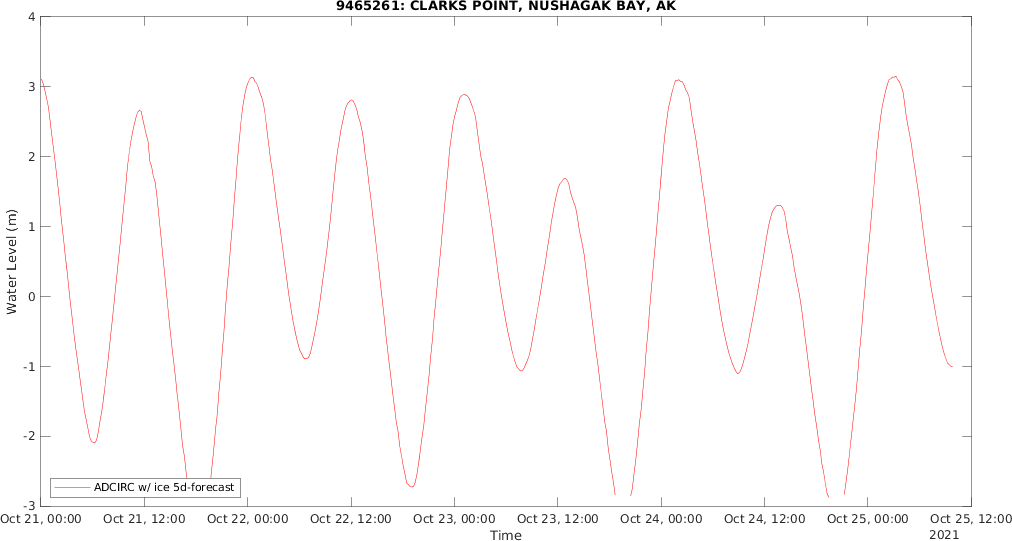 9465261: CLARKS POINT, NUSHAGAK BAY, AK
4
3
2
1
0
-1
-2
-3
Water Level (m)
ADCIRC w/ ice 5d-forecast
Oct 21, 00:00 Oct 21, 12:00 Oct 22, 00:00 Oct 22, 12:00 Oct 23, 00:00 Oct 23, 12:00 Oct 24, 00:00 Oct 24, 12:00 Oct 25, 00:00 Oct 25, 12:00
Time
2021